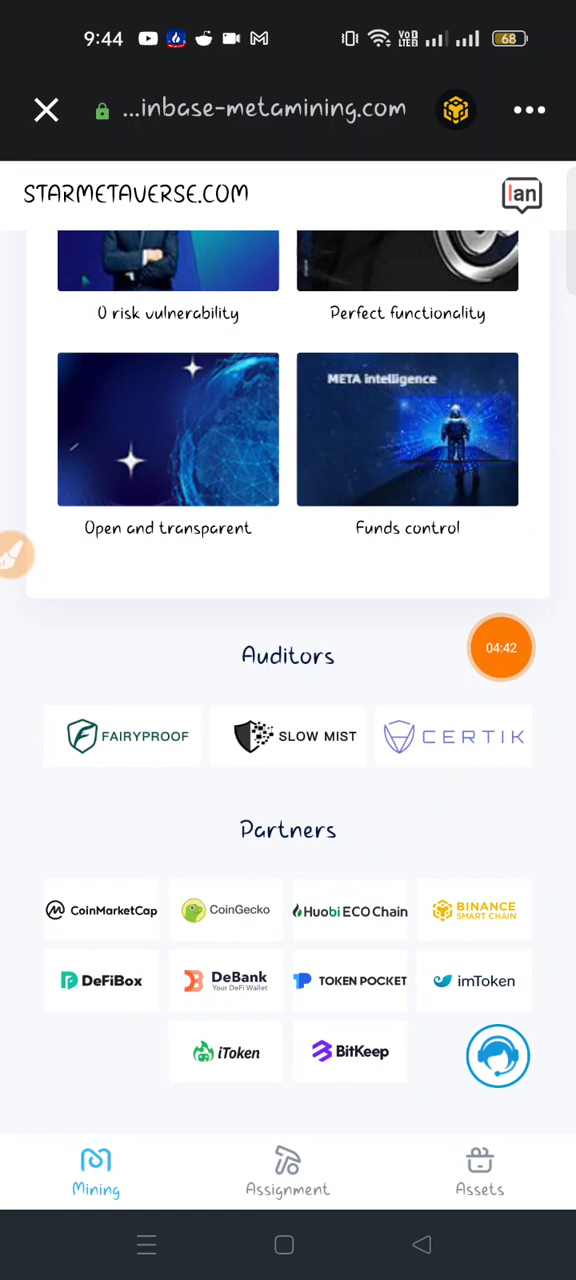 9:44 Vo) LTE2 68
...inbase-metamining.com
STARMETAVERSE.COM lan
0 risk vulnerability Perfect functionality
META intelligence
Open and transparent Funds control
Auditors 04:42
FAIRYPROOF SLOW MIST CERTIK
Partners
CoinMarketCap CoinGecko Huobi ECO Chain BINANCE SMART CHAIN
DeFiBox DeBank Your DeFi Wallet TOKEN POCKET imToken
iToken BitKeep
Mining Assignment Assets